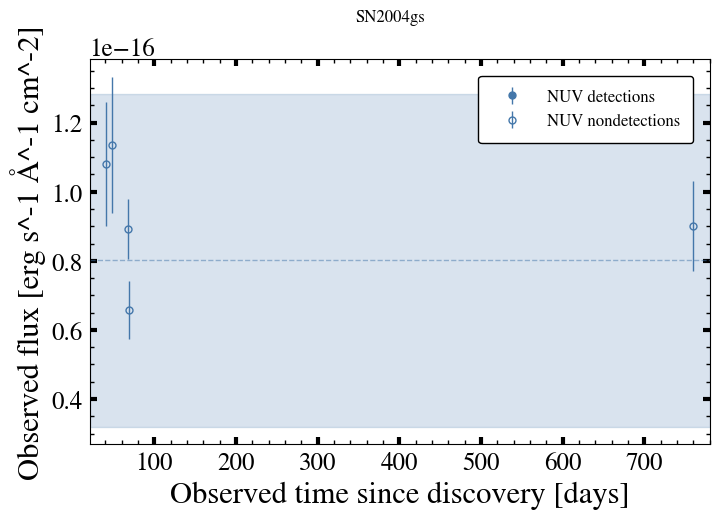 SN2004gs
1e−16
NUV detections
NUV nondetections
1.2
1.0
0.8
0.6
0.4
Observed flux [erg s^-1 Å^-1 cm^-2]
100 200 300 400 500 600 700
Observed time since discovery [days]